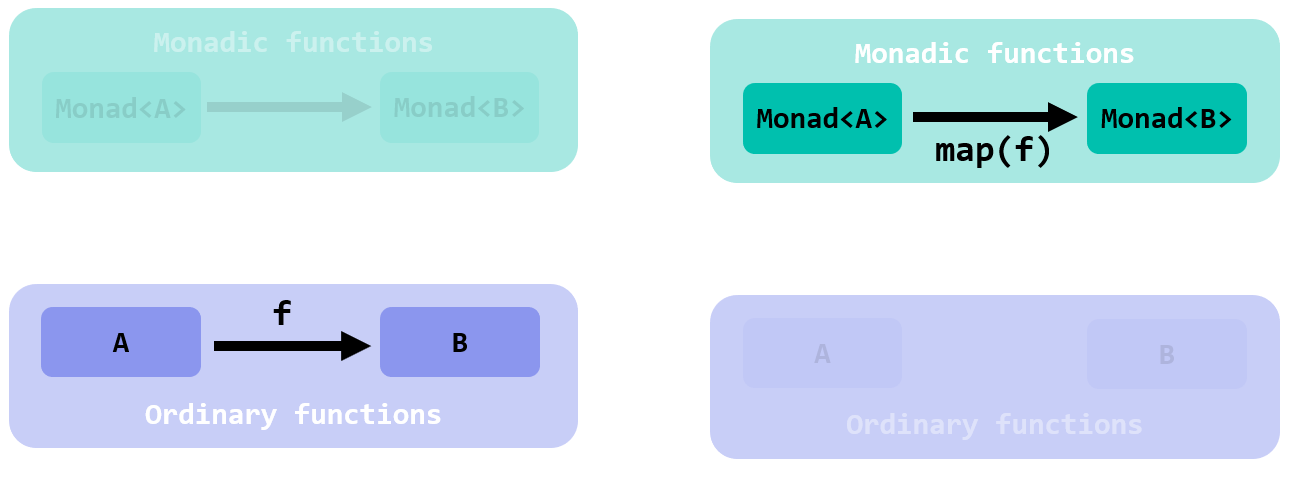 Monadic functions
Monad<A>
Monad<B>
f
A
B
Ordinary functions
Monadic functions
Monad<A>
Monad<B>
map(f)
A
B
Ordinary functions